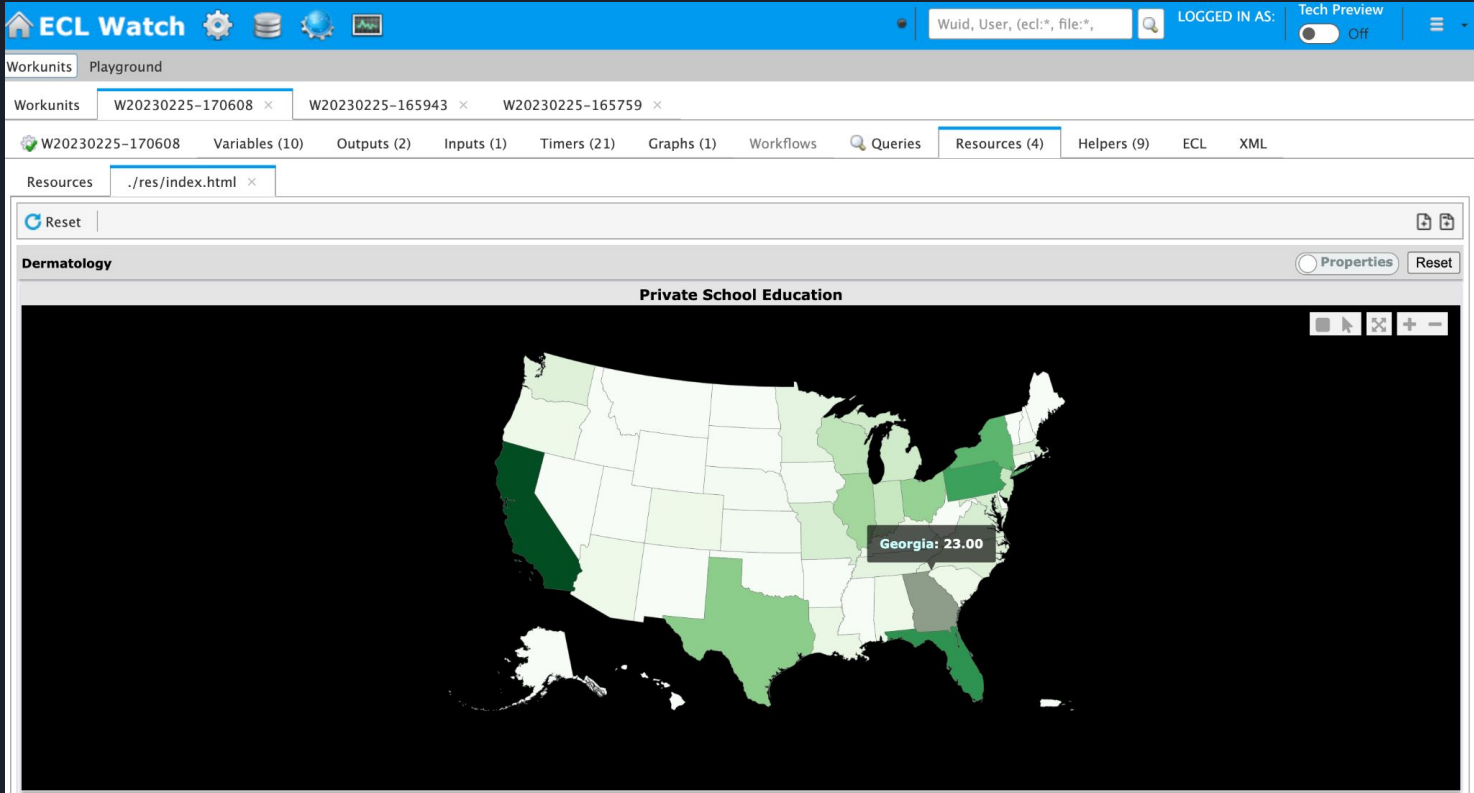 ECL Watch
Wuid, User, (ecl:*, file:*,
LOGGED IN AS:
Tech Preview
Off
Workunits Playground
Workunits W20230225-170608 × W20230225-165943 × W20230225-165759 ×
W20230225-170608 Variables (10) Outputs (2) Inputs (1) Timers (21) Graphs (1) Workflows Queries Resources (4) Helpers (9) ECL XML
Resources ./res/index.html ×
Reset
Dermatology Properties Reset
Private School Education
Georgia: 23.00